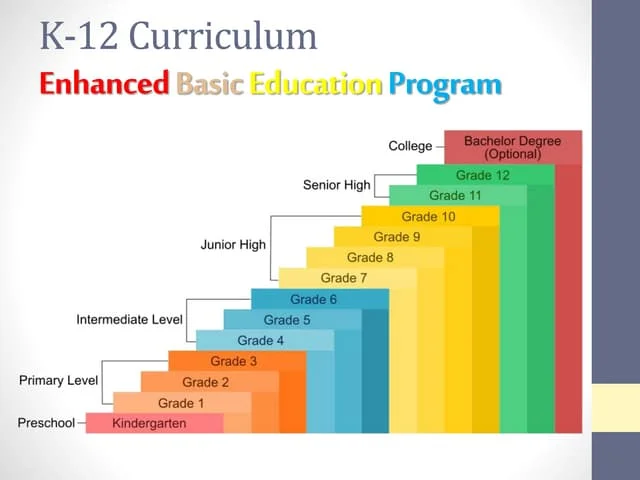 K-12 Curriculum
Enhanced Basic Education Program
College
Bachelor Degree
(Optional)
Grade 12
Senior High
Grade 11
Grade 10
Grade 9
Junior High
Grade 8
Grade 7
Grade 6
Intermediate Level
Grade 5
Grade 4
Grade 3
Primary Level
Grade 2
Grade 1
Preschool
Kindergarten